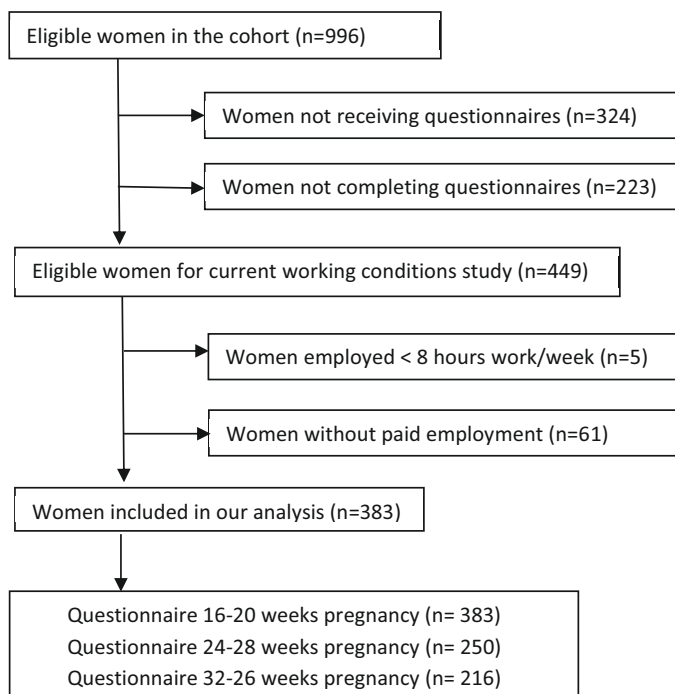 Eligible women in the cohort (n=996)
Women not receiving questionnaires (n=324)
Women not completing questionnaires (n=223)
Eligible women for current working conditions study (n=449)
Women employed < 8 hours work/week (n=5)
Women without paid employment (n=61)
Women included in our analysis (n=383)
Questionnaire 16-20 weeks pregnancy (n= 383)
Questionnaire 24-28 weeks pregnancy (n= 250)
Questionnaire 32-26 weeks pregnancy (n= 216)